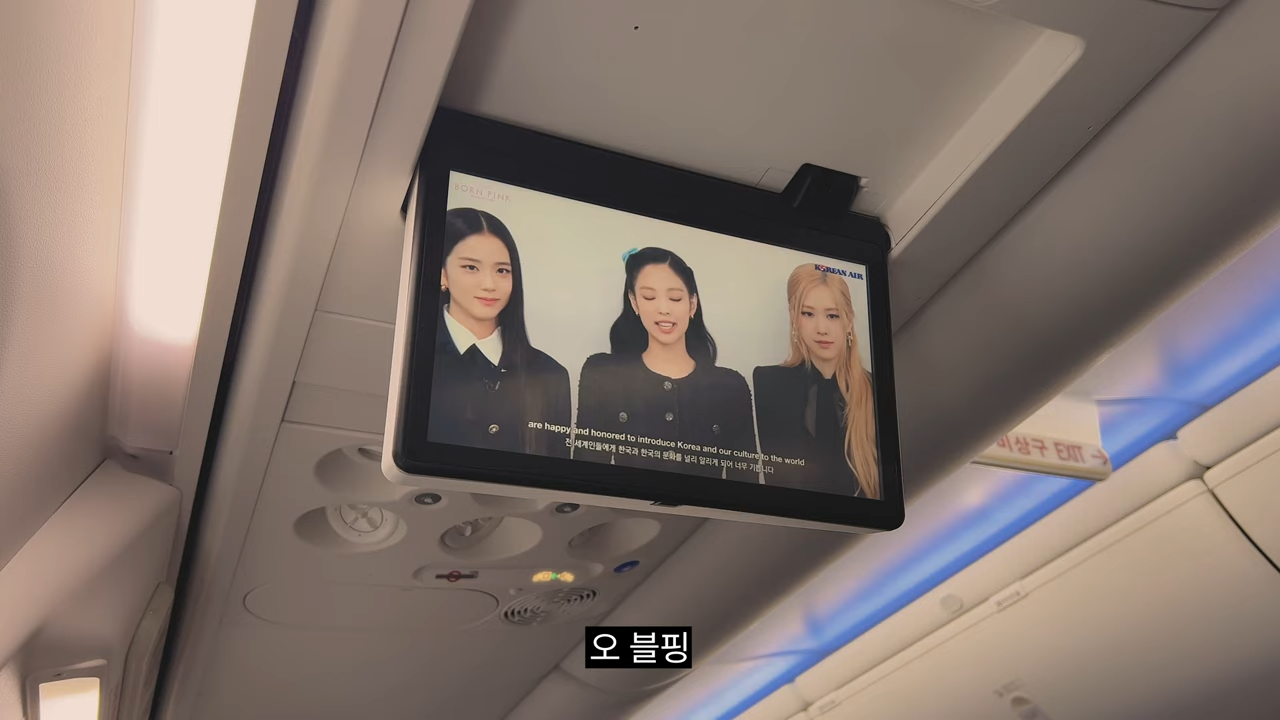 BORN PINK
KOREAN AIR
are happy and honored to introduce Korea and our culture to the world
전 세계인들에게 한국과 한국의 문화를 널리 알리게 되어 너무 기쁩니다
비상구 EXIT →
오 블핑